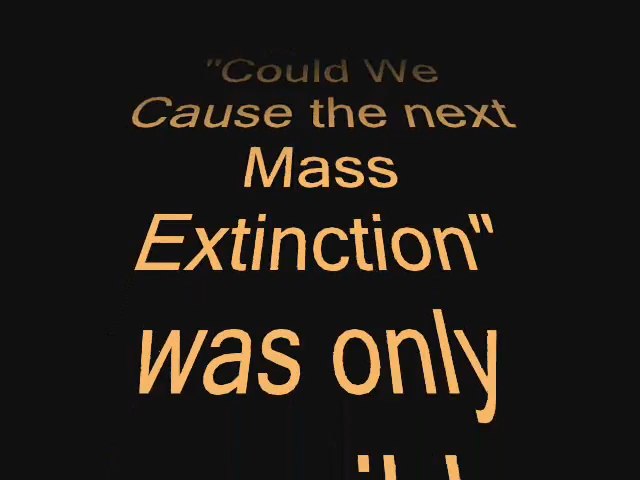 "Could We
Cause the next
Mass
Extinction"
was only